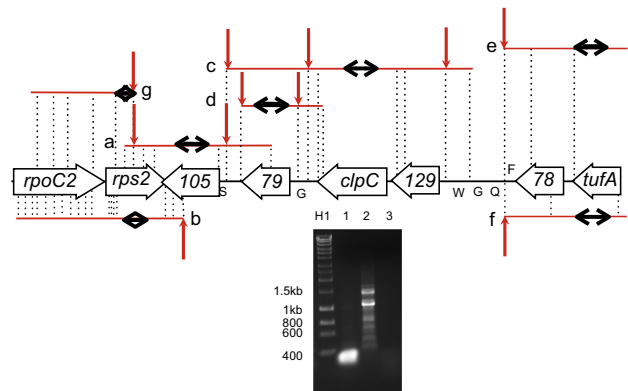 e
c
g
d
a
F
rpoC2 rps2 105 79 clpC 129 78 tufA
S G W G Q
b H1 1 2 3 f
1.5kb
1kb
800
600
400